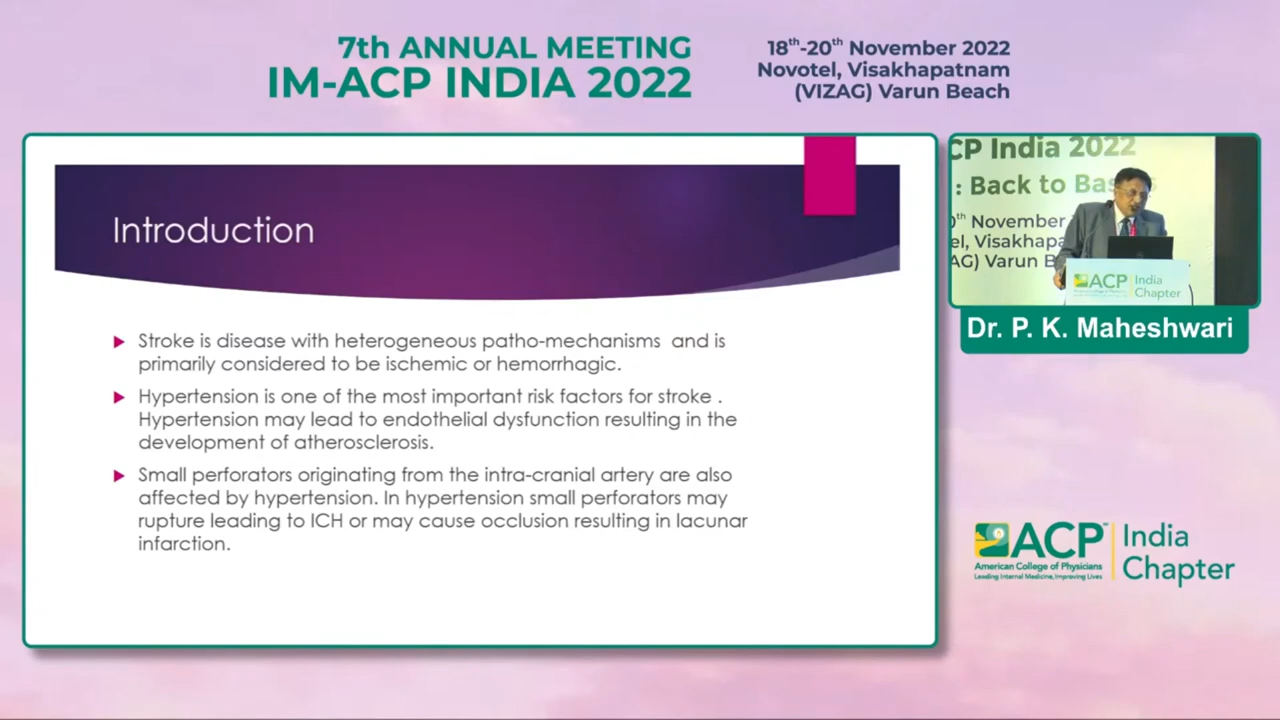 7th ANNUAL MEETING
IM-ACP INDIA 2022
18th-20th November 2022
Novotel, Visakhapatnam
(VIZAG) Varun Beach
Introduction
Stroke is disease with heterogeneous patho-mechanisms and is
primarily considered to be ischemic or hemorrhagic.
Hypertension is one of the most important risk factors for stroke .
Hypertension may lead to endothelial dysfunction resulting in the
development of atherosclerosis.
Small perforators originating from the intra-cranial artery are also
affected by hypertension. In hypertension small perforators may
rupture leading to ICH or may cause occlusion resulting in lacunar
infarction.
CP India 2022
: Back to Ba
th November
el, Visakhapa
AG) Varun B
ACP India
Chapter
Dr. P. K. Maheshwari
ACP
American College of Physicians
Leading Internal Medicine, Improving Lives
India
Chapter